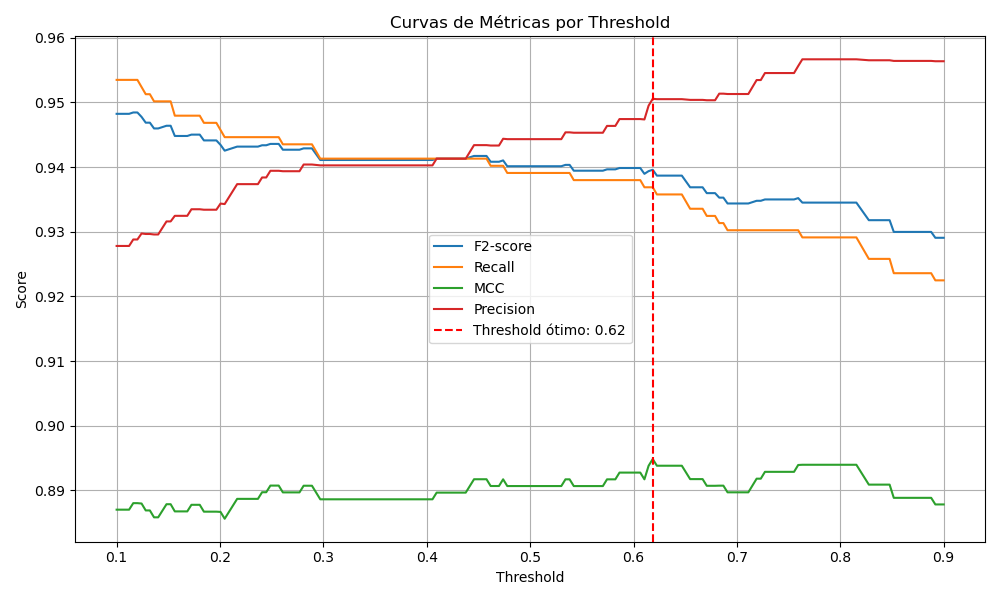 Curvas de Métricas por Threshold
Score
0.96
0.95
0.94
0.93
0.92
0.91
0.90
0.89
F2-score
Recall
MCC
Precision
Threshold ótimo: 0.62
0.1 0.2 0.3 0.4 0.5 0.6 0.7 0.8 0.9
Threshold